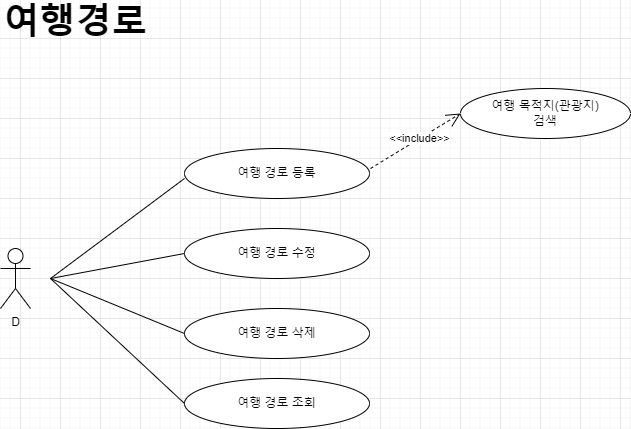 여행경로
여행 목적지(관광지)
검색
<<include>>
여행 경로 등록
여행 경로 수정
D
여행 경로 삭제
여행 경로 조회